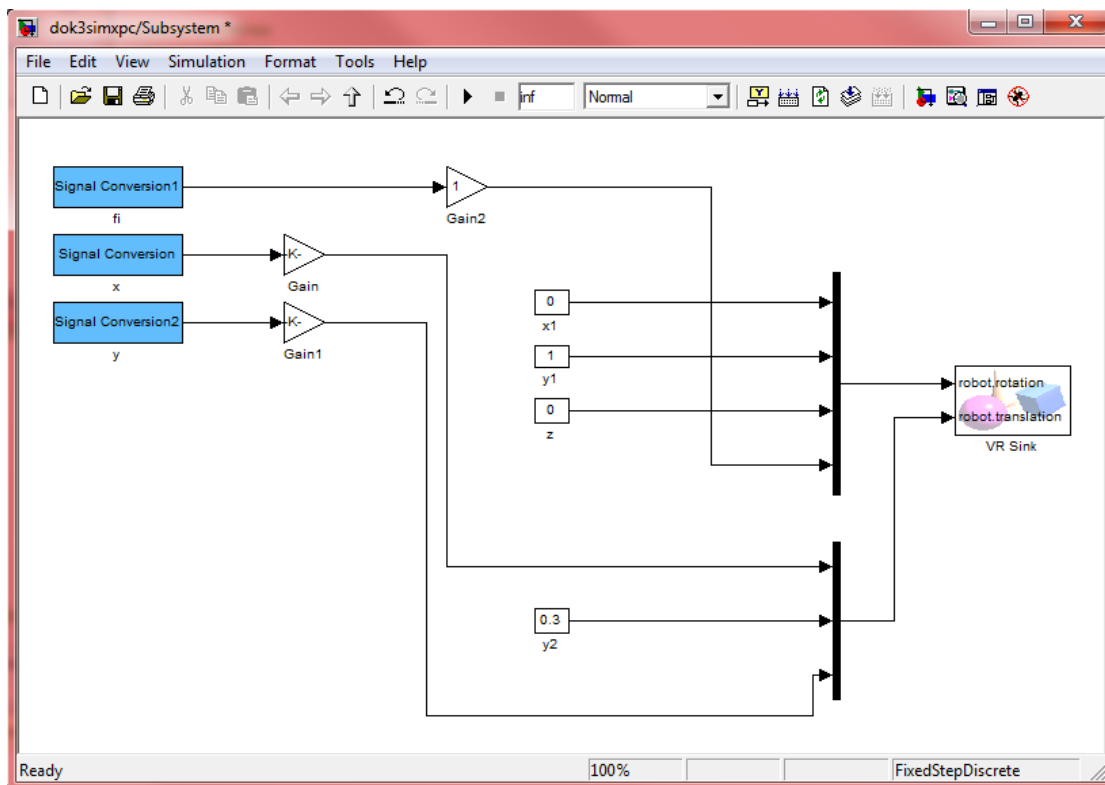 dok3simxpc/Subsystem *
File Edit View Simulation Format Tools Help
inf Normal
Signal Conversion1
fi
1
Gain2
Signal Conversion
x
-K-
Gain
Signal Conversion2
y
-K-
Gain1
0
x1
1
y1
0
z
robot.rotation
robot.translation
VR Sink
0.3
y2
Ready 100% FixedStepDiscrete